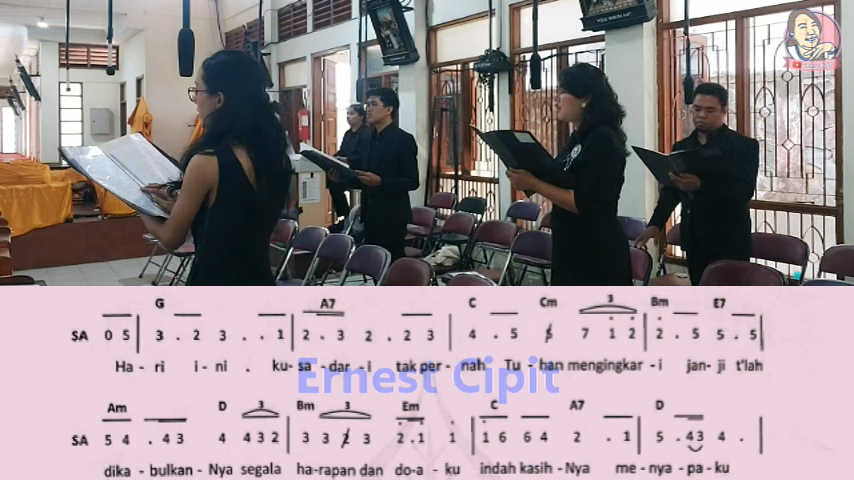 G A7 C Cm 3 Bm E7
SA 0 5 | 3 . 2 3 . . 1 | 2 . 3 2 . 2 3 | 4 . 5 5 7 1 2 | 2 . 5 5 . 5 |
Ha - ri i - ni . ku- sa - dar - i tak per - nah Tu - han mengingkar - i jan- ji t'lah
Ernest Cipit
Am D 3 Bm 3 Em C A7 D
SA 5 4 . 4 3 4 4 3 2 | 3 3 2 3 2 . 1 1 | 1 6 6 4 2 . 1 | 5 . 4 3 4 . |
dika - bulkan - Nya segala ha-rapan dan do-a - ku indah kasih - Nya me - nya - pa - ku